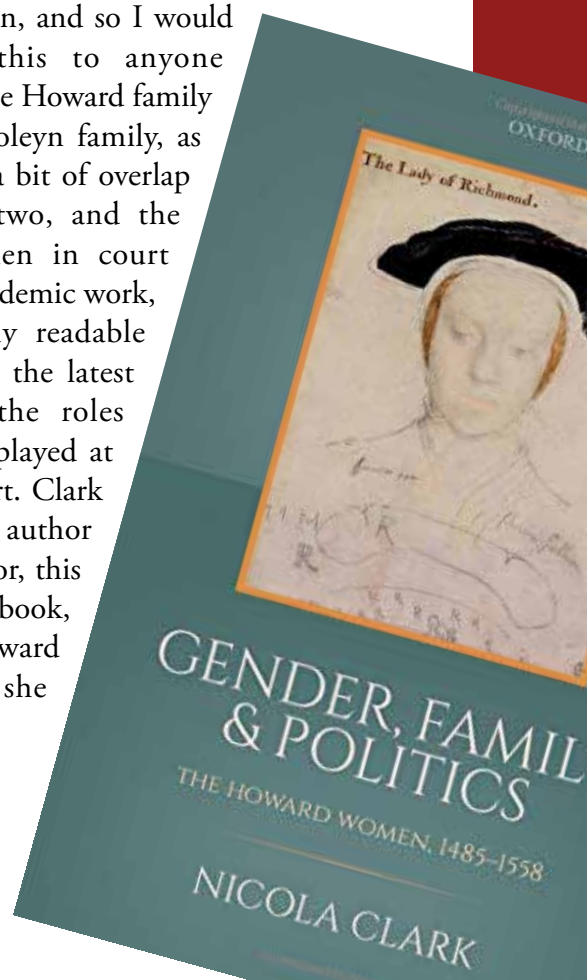 n, and so I would
this to anyone
e Howard family
oleyn family, as
a bit of overlap
two, and the
en in court
demic work,
y readable
the latest
the roles
played at
rt. Clark
author
or, this
book,
ward
she
OXFORD
The Lady of Richmond.
GENDER, FAMIL
& POLITICS
THE HOWARD WOMEN, 1485–1558
NICOLA CLARK